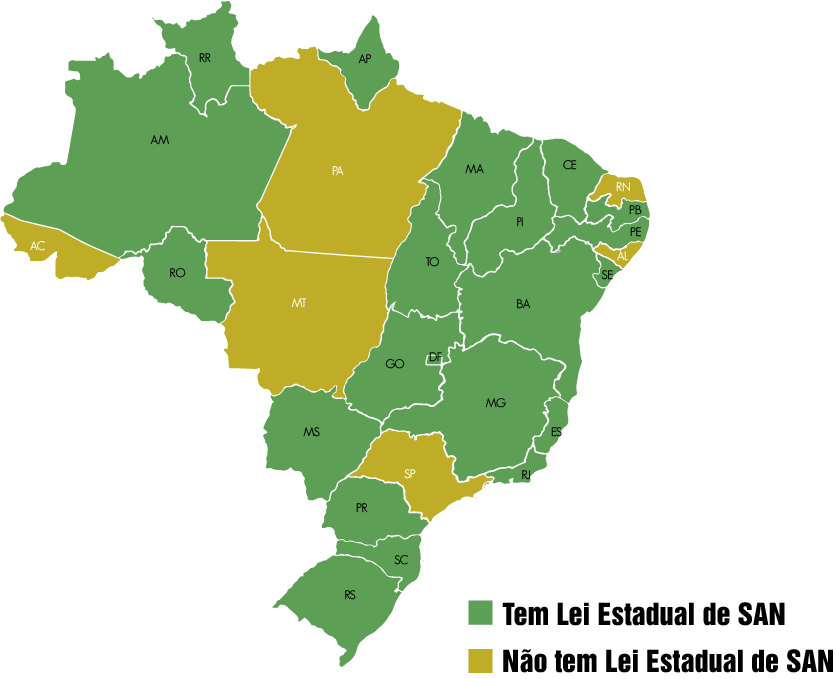 RR
AP
AM
PA
MA
CE
RN
PI
PB
PE
AC
AL
TO
RO
SE
MT
BA
DF
GO
MG
MS
ES
SP
RJ
PR
SC
RS
Tem Lei Estadual de SAN
Não tem Lei Estadual de SAN